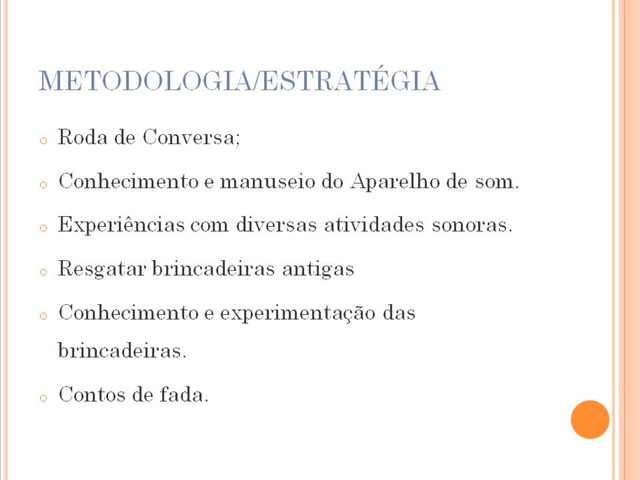 METODOLOGIA/ESTRATÉGIA
Roda de Conversa;
Conhecimento e manuseio do Aparelho de som.
Experiências com diversas atividades sonoras.
Resgatar brincadeiras antigas
Conhecimento e experimentação das
brincadeiras.
Contos de fada.